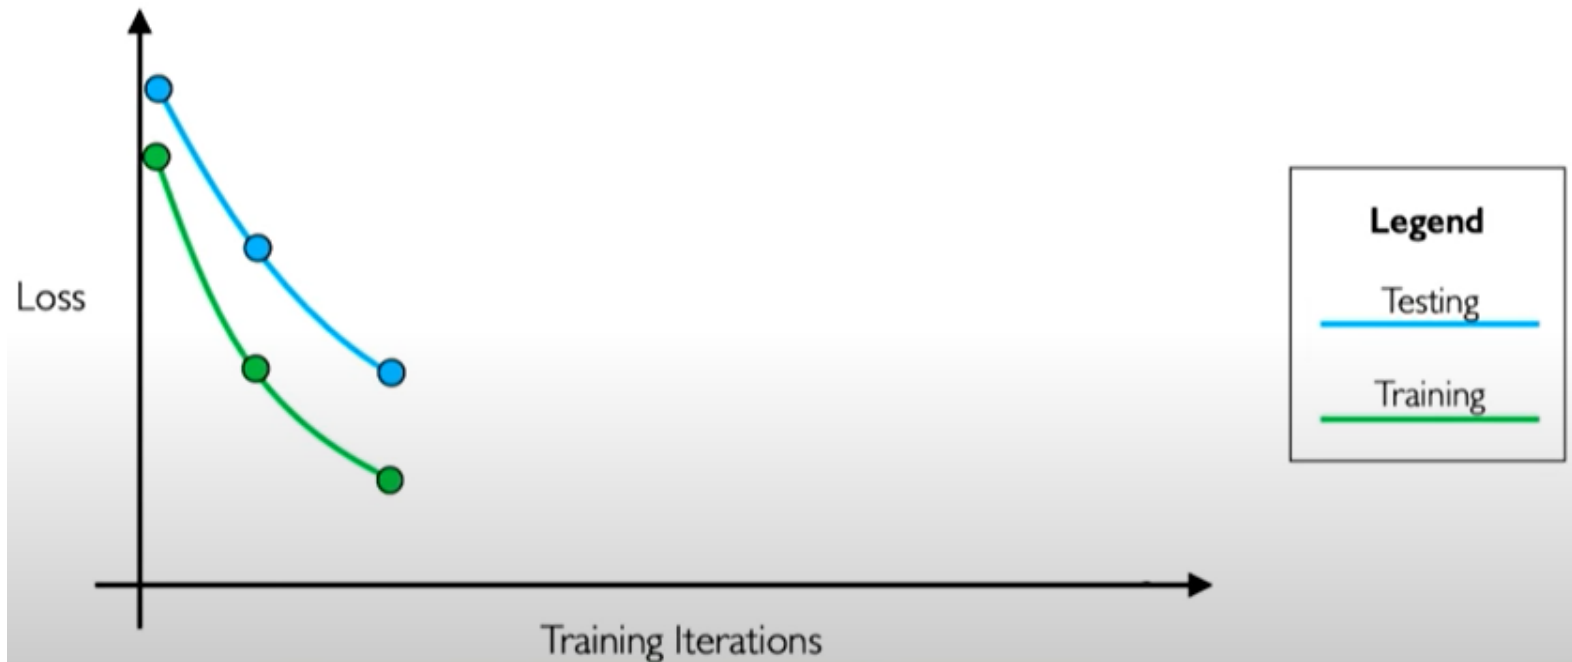 Loss
Training Iterations
Legend
Testing
Training